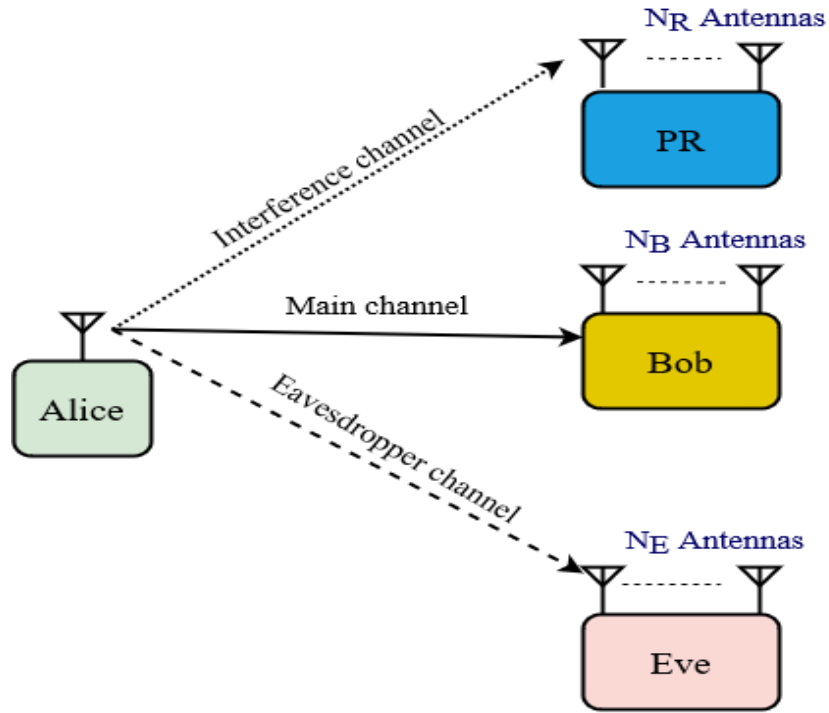 N_R Antennas
PR
Interference channel
N_B Antennas
Main channel
Bob
Alice
Eavesdropper channel
N_E Antennas
Eve